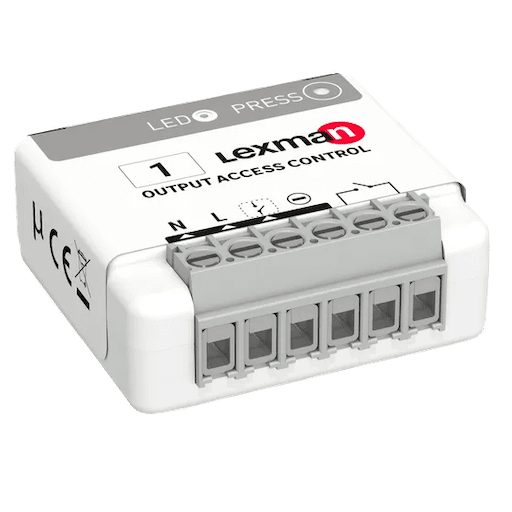 LED PRESS
1
Lexman
OUTPUT ACCESS CONTROL
N L
µ CE